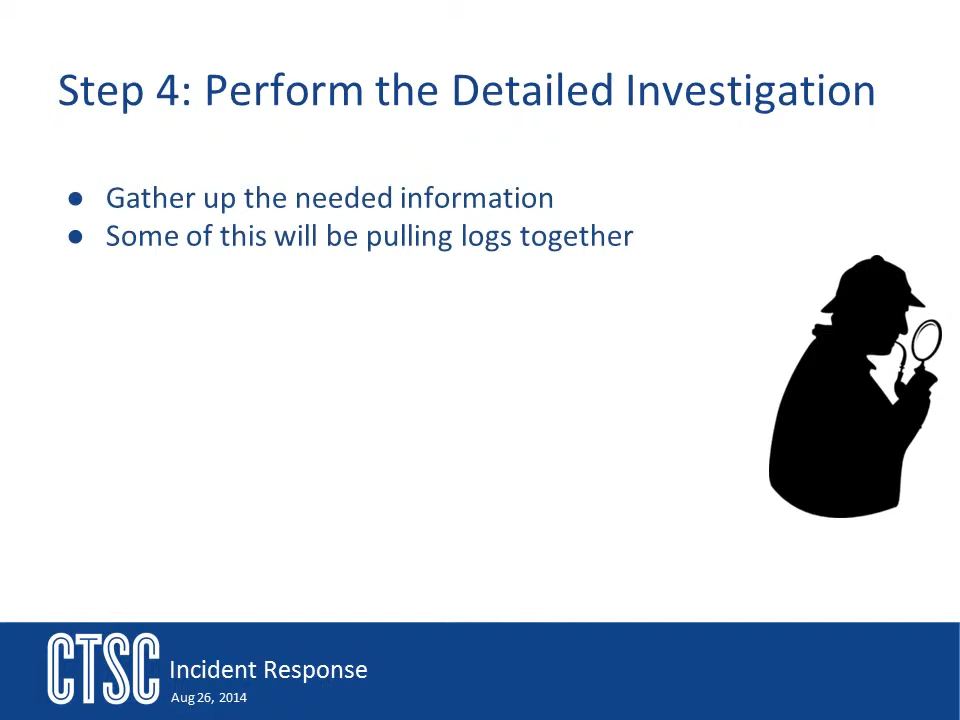 Step 4: Perform the Detailed Investigation
● Gather up the needed information
● Some of this will be pulling logs together
CTSC
Incident Response
Aug 26, 2014